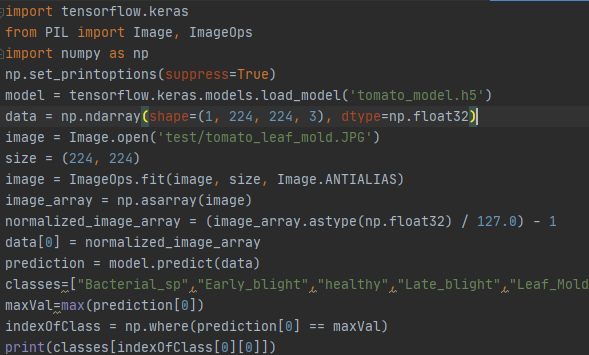 import tensorflow.keras
from PIL import Image, ImageOps
import numpy as np
np.set_printoptions(suppress=True)
model = tensorflow.keras.models.load_model('tomato_model.h5')
data = np.ndarray(shape=(1, 224, 224, 3), dtype=np.float32)
image = Image.open('test/tomato_leaf_mold.JPG')
size = (224, 224)
image = ImageOps.fit(image, size, Image.ANTIALIAS)
image_array = np.asarray(image)
normalized_image_array = (image_array.astype(np.float32) / 127.0) - 1
data[0] = normalized_image_array
prediction = model.predict(data)
classes=["Bacterial_sp","Early_blight","healthy","Late_blight","Leaf_Mold
maxVal=max(prediction[0])
indexOfClass = np.where(prediction[0] == maxVal)
print(classes[indexOfClass[0][0]])